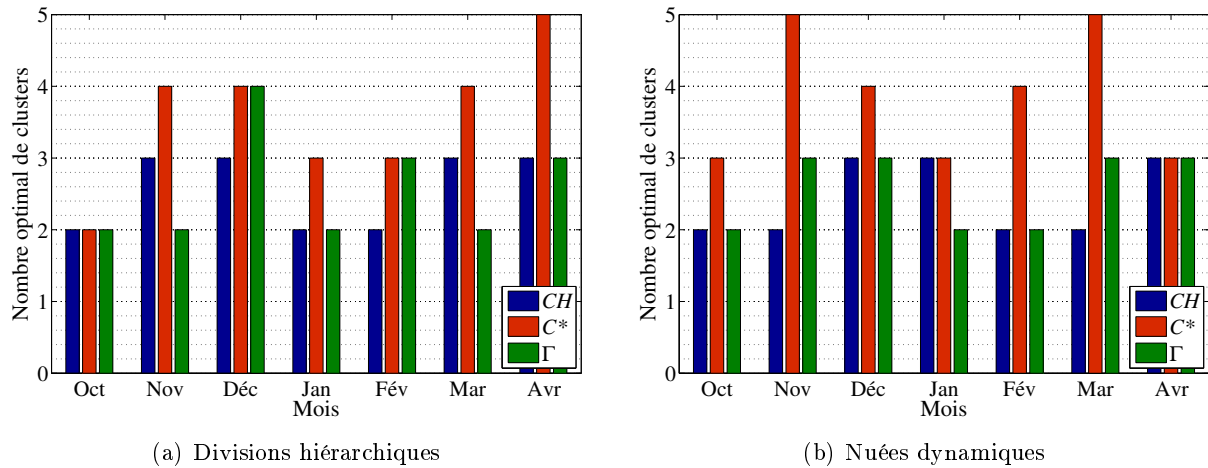 Nombre optimal de clusters
5
4
3
2
1
0
Oct Nov Déc Jan Fév Mar Avr
Mois
CH
C*
Γ
(a) Divisions hiérarchiques
Nombre optimal de clusters
5
4
3
2
1
0
Oct Nov Déc Jan Fév Mar Avr
Mois
CH
C*
Γ
(b) Nuées dynamiques